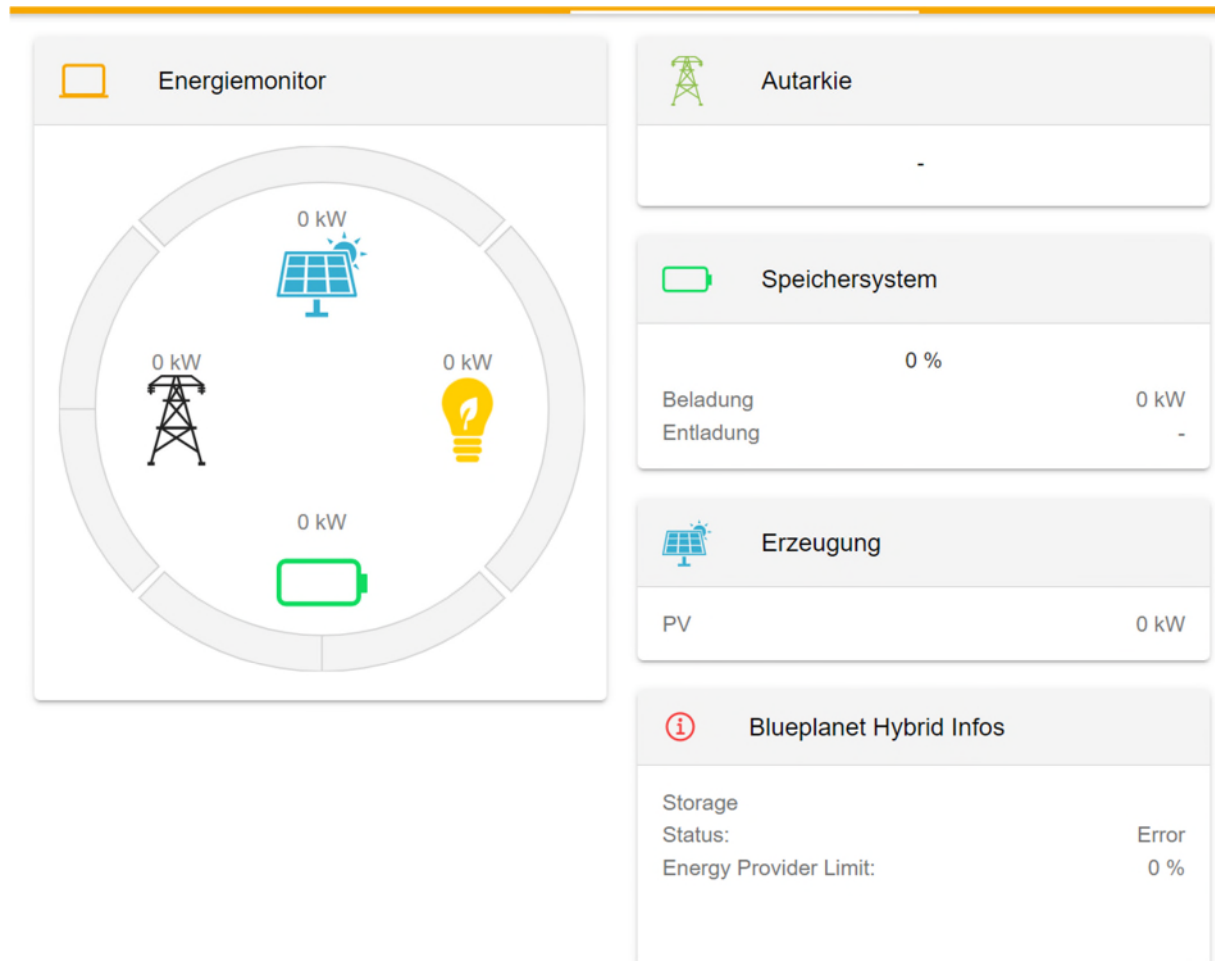 Energiemonitor
0 kW
0 kW
0 kW
0 kW
Autarkie
-
Speichersystem
0 %
Beladung 0 kW
Entladung -
Erzeugung
PV 0 kW
Blueplanet Hybrid Infos
Storage
Status: Error
Energy Provider Limit: 0 %